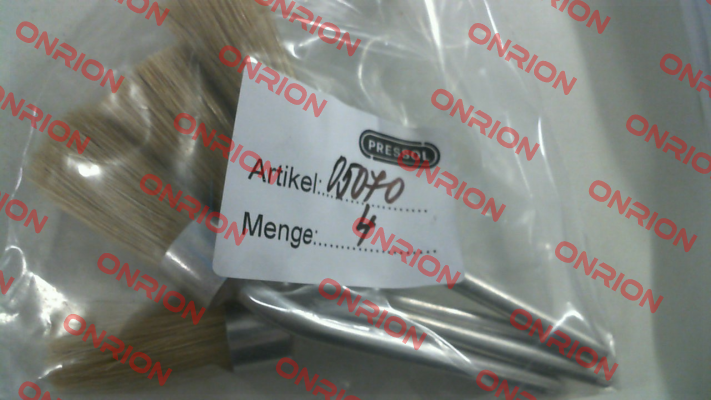 PRESSOL
Artikel: 05070
Menge: 4
ONRION